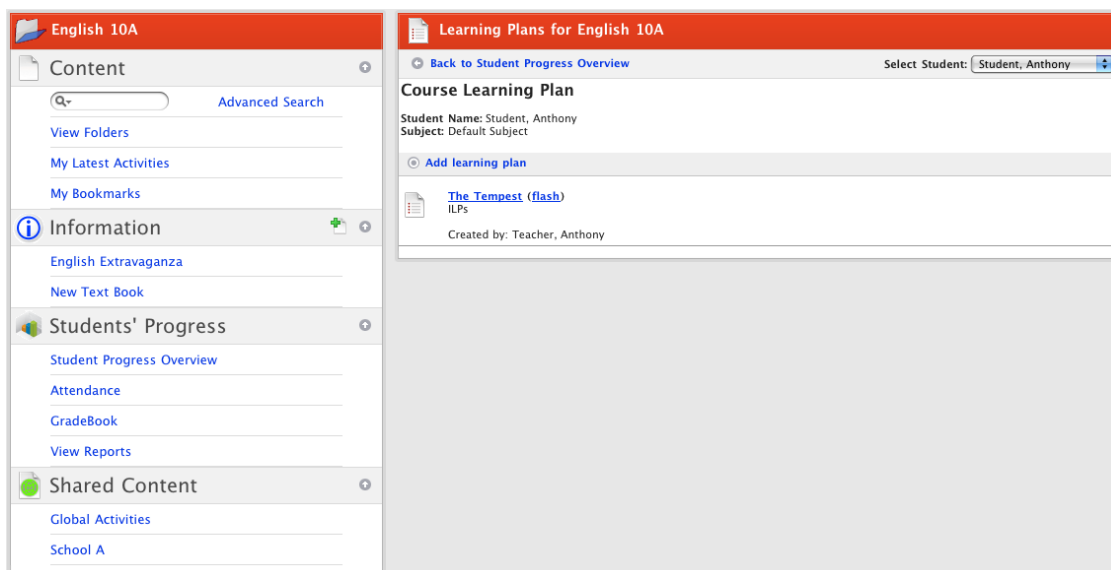 English 10A
Content
Advanced Search
View Folders
My Latest Activities
My Bookmarks
Information
English Extravaganza
New Text Book
Students' Progress
Student Progress Overview
Attendance
GradeBook
View Reports
Shared Content
Global Activities
School A
Learning Plans for English 10A
Back to Student Progress Overview
Select Student: Student, Anthony
Course Learning Plan
Student Name: Student, Anthony
Subject: Default Subject
Add learning plan
The Tempest (flash)
ILPs
Created by: Teacher, Anthony